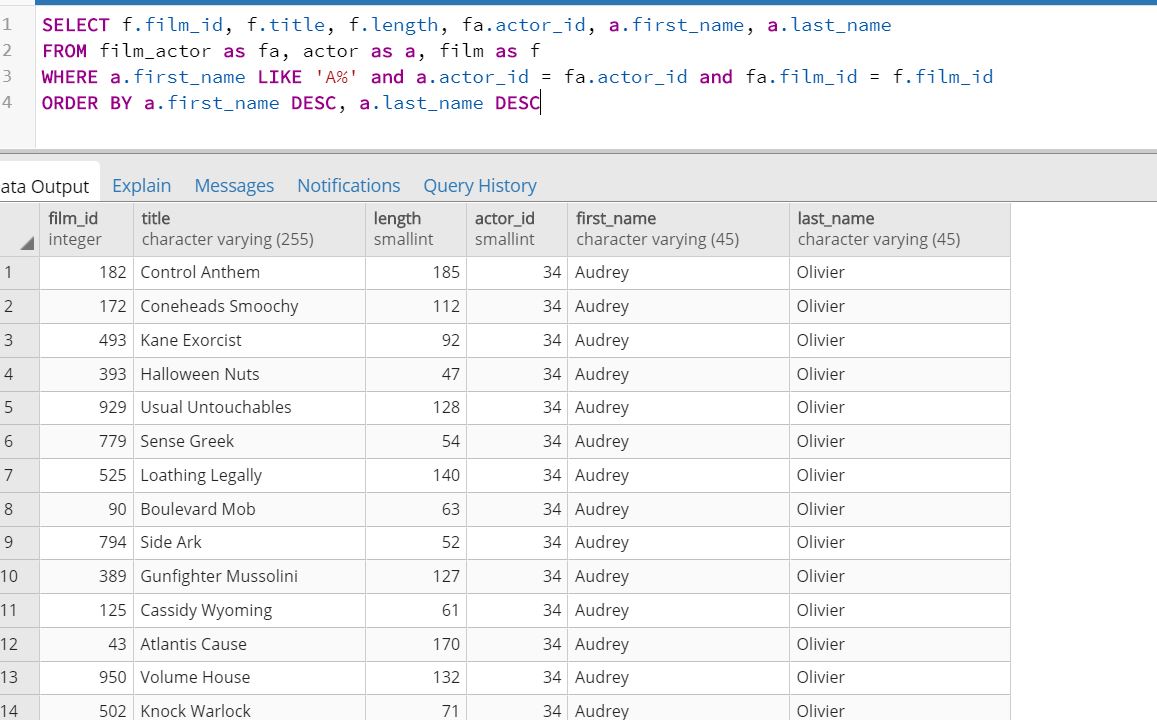 1 SELECT f.film_id, f.title, f.length, fa.actor_id, a.first_name, a.last_name
2 FROM film_actor as fa, actor as a, film as f
3 WHERE a.first_name LIKE 'A%' and a.actor_id = fa.actor_id and fa.film_id = f.film_id
4 ORDER BY a.first_name DESC, a.last_name DESC
ata Output Explain Messages Notifications Query History
film_id title length actor_id first_name last_name
integer character varying (255) smallint smallint character varying (45) character varying (45)
1 182 Control Anthem 185 34 Audrey Olivier
2 172 Coneheads Smoochy 112 34 Audrey Olivier
3 493 Kane Exorcist 92 34 Audrey Olivier
4 393 Halloween Nuts 47 34 Audrey Olivier
5 929 Usual Untouchables 128 34 Audrey Olivier
6 779 Sense Greek 54 34 Audrey Olivier
7 525 Loathing Legally 140 34 Audrey Olivier
8 90 Boulevard Mob 63 34 Audrey Olivier
9 794 Side Ark 52 34 Audrey Olivier
10 389 Gunfighter Mussolini 127 34 Audrey Olivier
11 125 Cassidy Wyoming 61 34 Audrey Olivier
12 43 Atlantis Cause 170 34 Audrey Olivier
13 950 Volume House 132 34 Audrey Olivier
14 502 Knock Warlock 71 34 Audrey Olivier